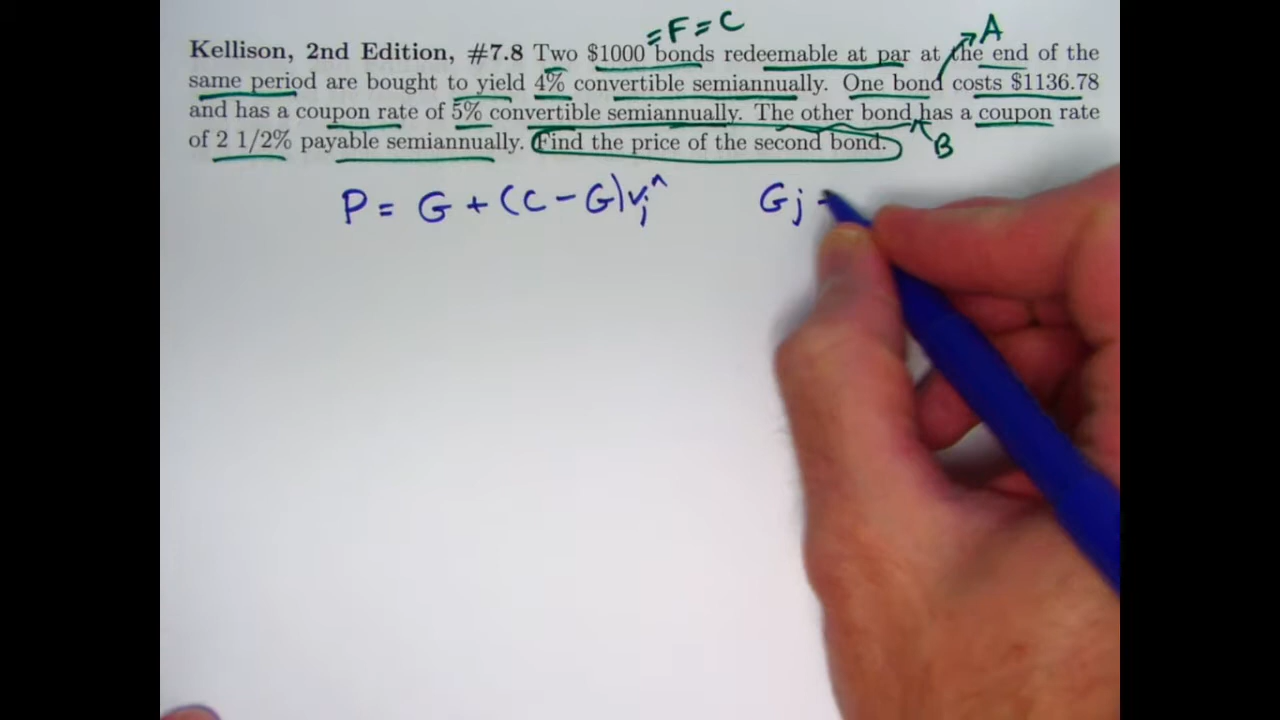 = F = C
A
Kellison, 2nd Edition, #7.8 Two $1000 bonds redeemable at par at the end of the
same period are bought to yield 4% convertible semiannually. One bond costs $1136.78
and has a coupon rate of 5% convertible semiannually. The other bond has a coupon rate
of 2 1/2% payable semiannually. Find the price of the second bond.
B
P = G + (C - G)v_j^n
Gj